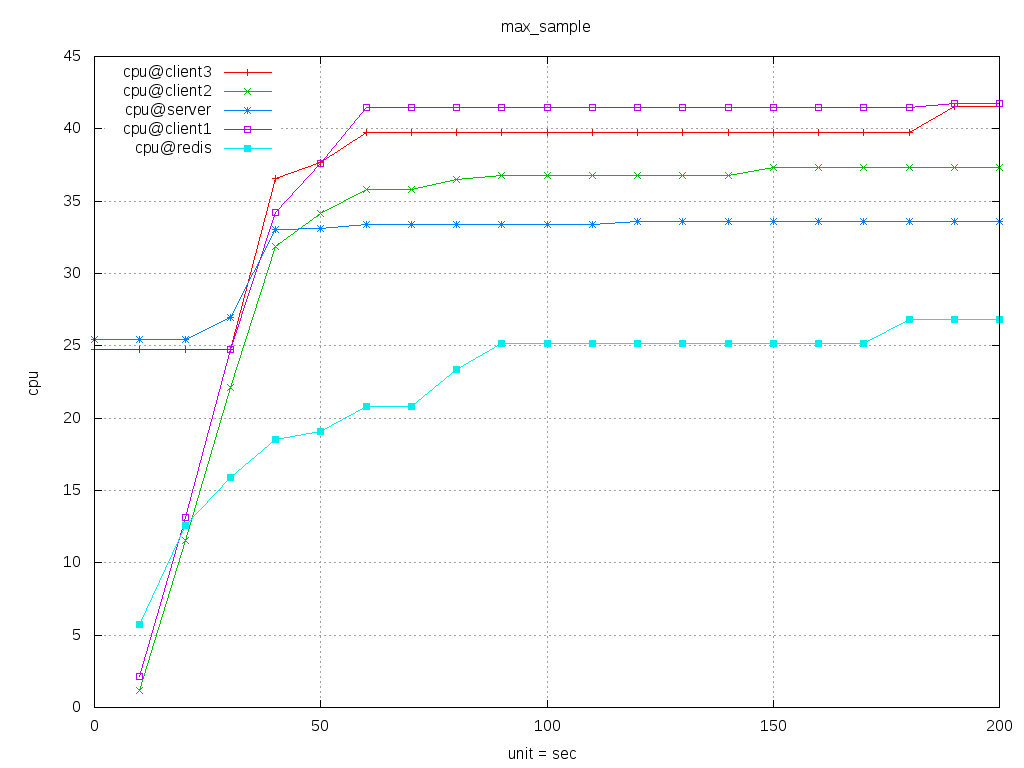 max_sample
cpu@client3
cpu@client2
cpu@server
cpu@client1
cpu@redis
45
40
35
30
25
20
15
10
5
0
cpu
0 50 100 150 200
unit = sec